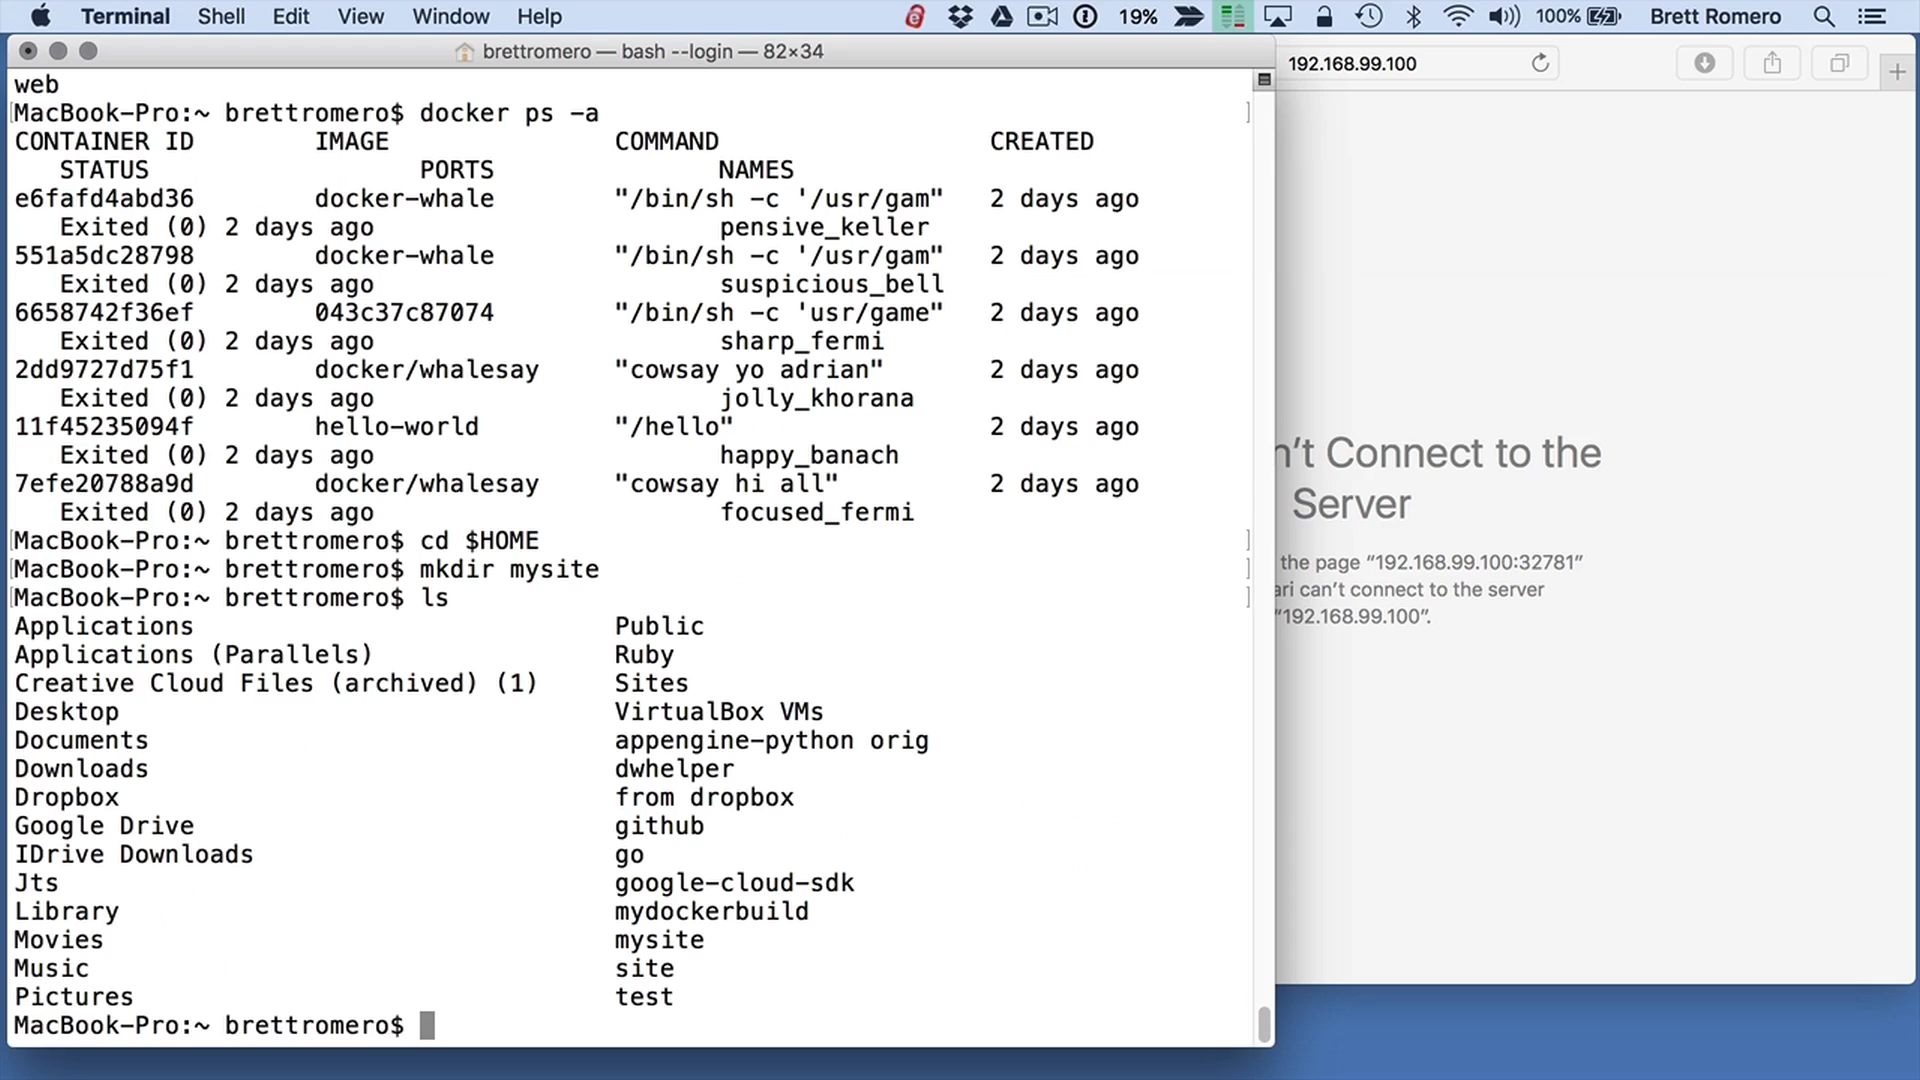 Terminal Shell Edit View Window Help 19% 100% Brett Romero
brettromero — bash --login — 82×34
192.168.99.100
web
MacBook-Pro:~ brettromero$ docker ps -a
CONTAINER ID IMAGE COMMAND CREATED
STATUS PORTS NAMES
e6fafd4abd36 docker-whale "/bin/sh -c '/usr/gam" 2 days ago
Exited (0) 2 days ago pensive_keller
551a5dc28798 docker-whale "/bin/sh -c '/usr/gam" 2 days ago
Exited (0) 2 days ago suspicious_bell
6658742f36ef 043c37c87074 "/bin/sh -c 'usr/game" 2 days ago
Exited (0) 2 days ago sharp_fermi
2dd9727d75f1 docker/whalesay "cowsay yo adrian" 2 days ago
Exited (0) 2 days ago jolly_khorana
11f45235094f hello-world "/hello" 2 days ago
Exited (0) 2 days ago happy_banach
7efe20788a9d docker/whalesay "cowsay hi all" 2 days ago
Exited (0) 2 days ago focused_fermi
MacBook-Pro:~ brettromero$ cd $HOME
MacBook-Pro:~ brettromero$ mkdir mysite
MacBook-Pro:~ brettromero$ ls
Applications Public
Applications (Parallels) Ruby
Creative Cloud Files (archived) (1) Sites
Desktop VirtualBox VMs
Documents appengine-python orig
Downloads dwhelper
Dropbox from dropbox
Google Drive github
IDrive Downloads go
Jts google-cloud-sdk
Library mydockerbuild
Movies mysite
Music site
Pictures test
MacBook-Pro:~ brettromero$
n't Connect to the
Server
the page “192.168.99.100:32781”
ari can’t connect to the server
“192.168.99.100”.